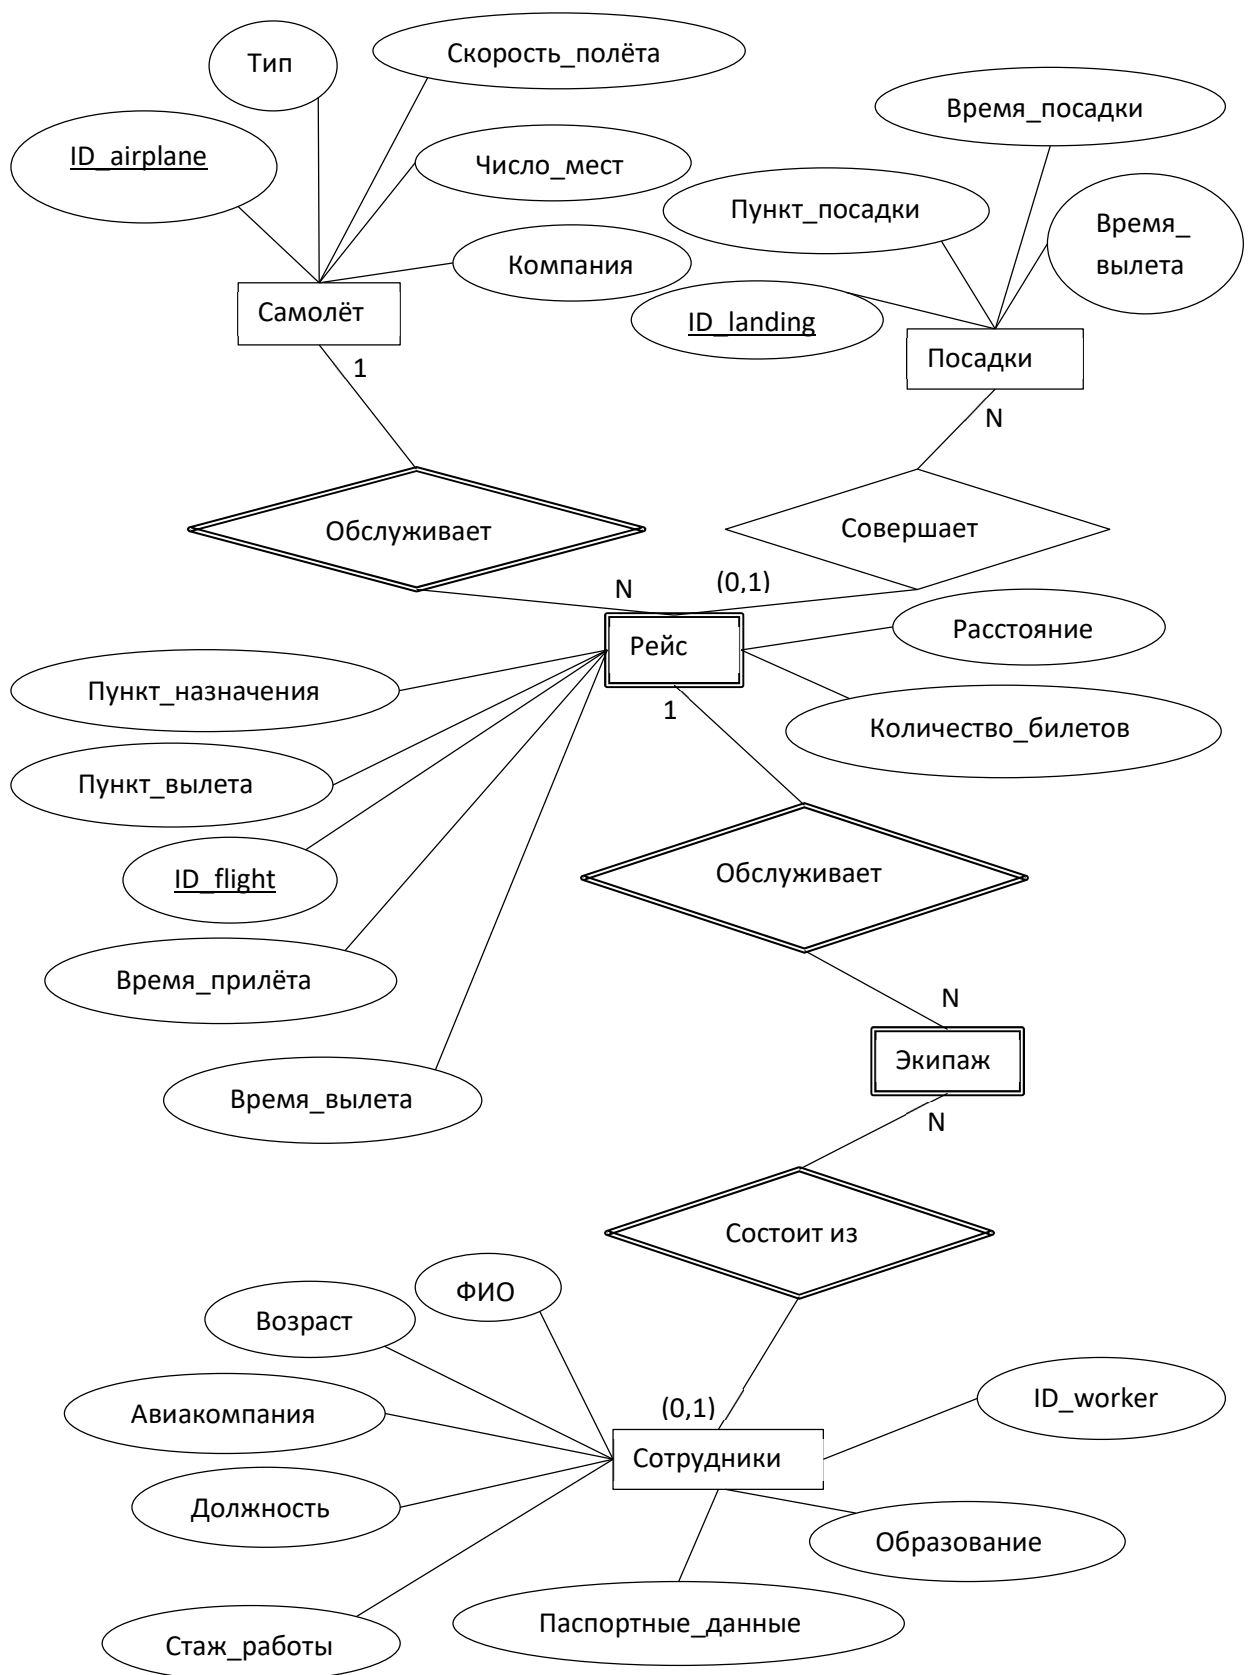 Тип
Скорость_полёта
ID_airplane
Число_мест
Компания
Самолёт
1
Время_посадки
Пункт_посадки
Время_
вылета
ID_landing
Посадки
N
Обслуживает
Совершает
N
(0,1)
Рейс
Расстояние
Количество_билетов
1
Пункт_назначения
Пункт_вылета
ID_flight
Время_прилёта
Время_вылета
Обслуживает
N
Экипаж
N
Состоит из
(0,1)
Сотрудники
ФИО
Возраст
Авиакомпания
Должность
Стаж_работы
Паспортные_данные
Образование
ID_worker